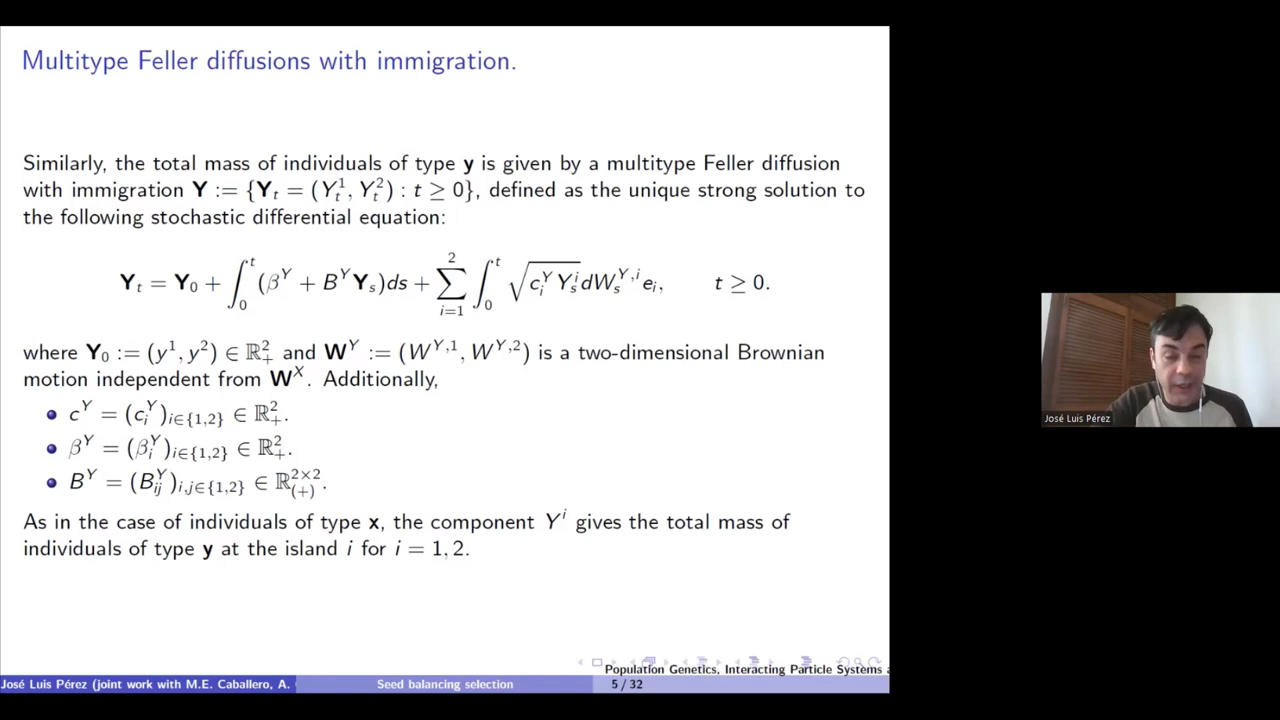 Multitype Feller diffusions with immigration.
Similarly, the total mass of individuals of type y is given by a multitype Feller diffusion
with immigration Y := {Y_t = (Y_t^1, Y_t^2) : t ≥ 0}, defined as the unique strong solution to
the following stochastic differential equation:
Y_t = Y_0 + ∫_0^t (β^Y + B^Y Y_s)ds + ∑_{i=1}^2 ∫_0^t √(c_i^Y Y_s^i) dW_s^{Y,i} e_i,  t ≥ 0.
where Y_0 := (y^1, y^2) ∈ ℝ_+^2 and W^Y := (W^{Y,1}, W^{Y,2}) is a two-dimensional Brownian
motion independent from W^X. Additionally,
• c^Y = (c_i^Y)_{i∈{1,2}} ∈ ℝ_+^2.
• β^Y = (β_i^Y)_{i∈{1,2}} ∈ ℝ_+^2.
• B^Y = (B_{ij}^Y)_{i,j∈{1,2}} ∈ ℝ_{(+)}^{2×2}.
As in the case of individuals of type x, the component Y^i gives the total mass of
individuals of type y at the island i for i = 1, 2.
José Luis Pérez
Population Genetics, Interacting Particle Systems a
José Luis Pérez (joint work with M.E. Caballero, A.
Seed balancing selection
5 / 32